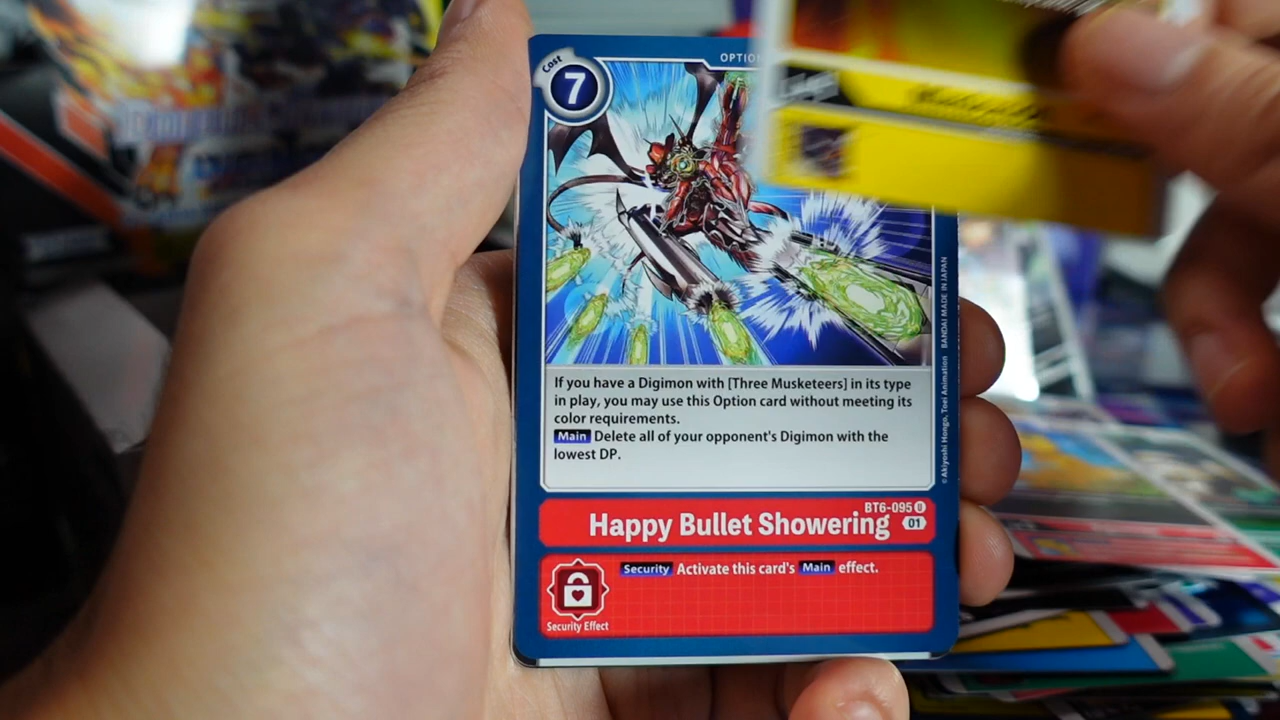 Cost
7
OPTIO
If you have a Digimon with [Three Musketeers] in its type
in play, you may use this Option card without meeting its
color requirements.
Main Delete all of your opponent's Digimon with the
lowest DP.
©Akiyoshi Hongo, Toei Animation BANDAI MADE IN JAPAN
BT6-095 U
Happy Bullet Showering 01
Security Activate this card's Main effect.
Security Effect